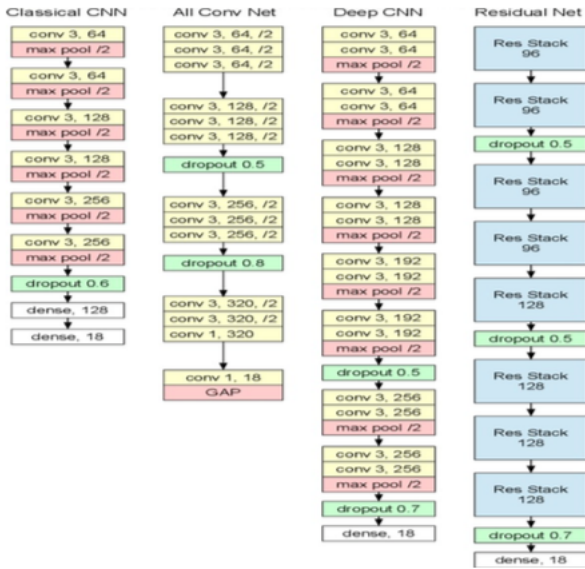 Classical CNN
conv 3, 64
max pool /2
conv 3, 64
max pool /2
conv 3, 128
max pool /2
conv 3, 128
max pool /2
conv 3, 256
max pool /2
conv 3, 256
max pool /2
dropout 0.6
dense, 128
dense, 18
All Conv Net
conv 3, 64, /2
conv 3, 64, /2
conv 3, 64, /2
conv 3, 128, /2
conv 3, 128, /2
conv 3, 128, /2
dropout 0.5
conv 3, 256, /2
conv 3, 256, /2
conv 3, 256, /2
dropout 0.8
conv 3, 320, /2
conv 3, 320, /2
conv 1, 320
conv 1, 18
GAP
Deep CNN
conv 3, 64
conv 3, 64
max pool /2
conv 3, 64
conv 3, 64
max pool /2
conv 3, 128
conv 3, 128
max pool /2
conv 3, 128
conv 3, 128
max pool /2
conv 3, 192
conv 3, 192
max pool /2
conv 3, 192
conv 3, 192
max pool /2
dropout 0.5
conv 3, 256
conv 3, 256
max pool /2
conv 3, 256
conv 3, 256
max pool /2
dropout 0.7
dense, 18
Residual Net
Res Stack
96
Res Stack
96
dropout 0.5
Res Stack
96
Res Stack
96
Res Stack
128
dropout 0.5
Res Stack
128
Res Stack
128
Res Stack
128
dropout 0.7
dense, 18